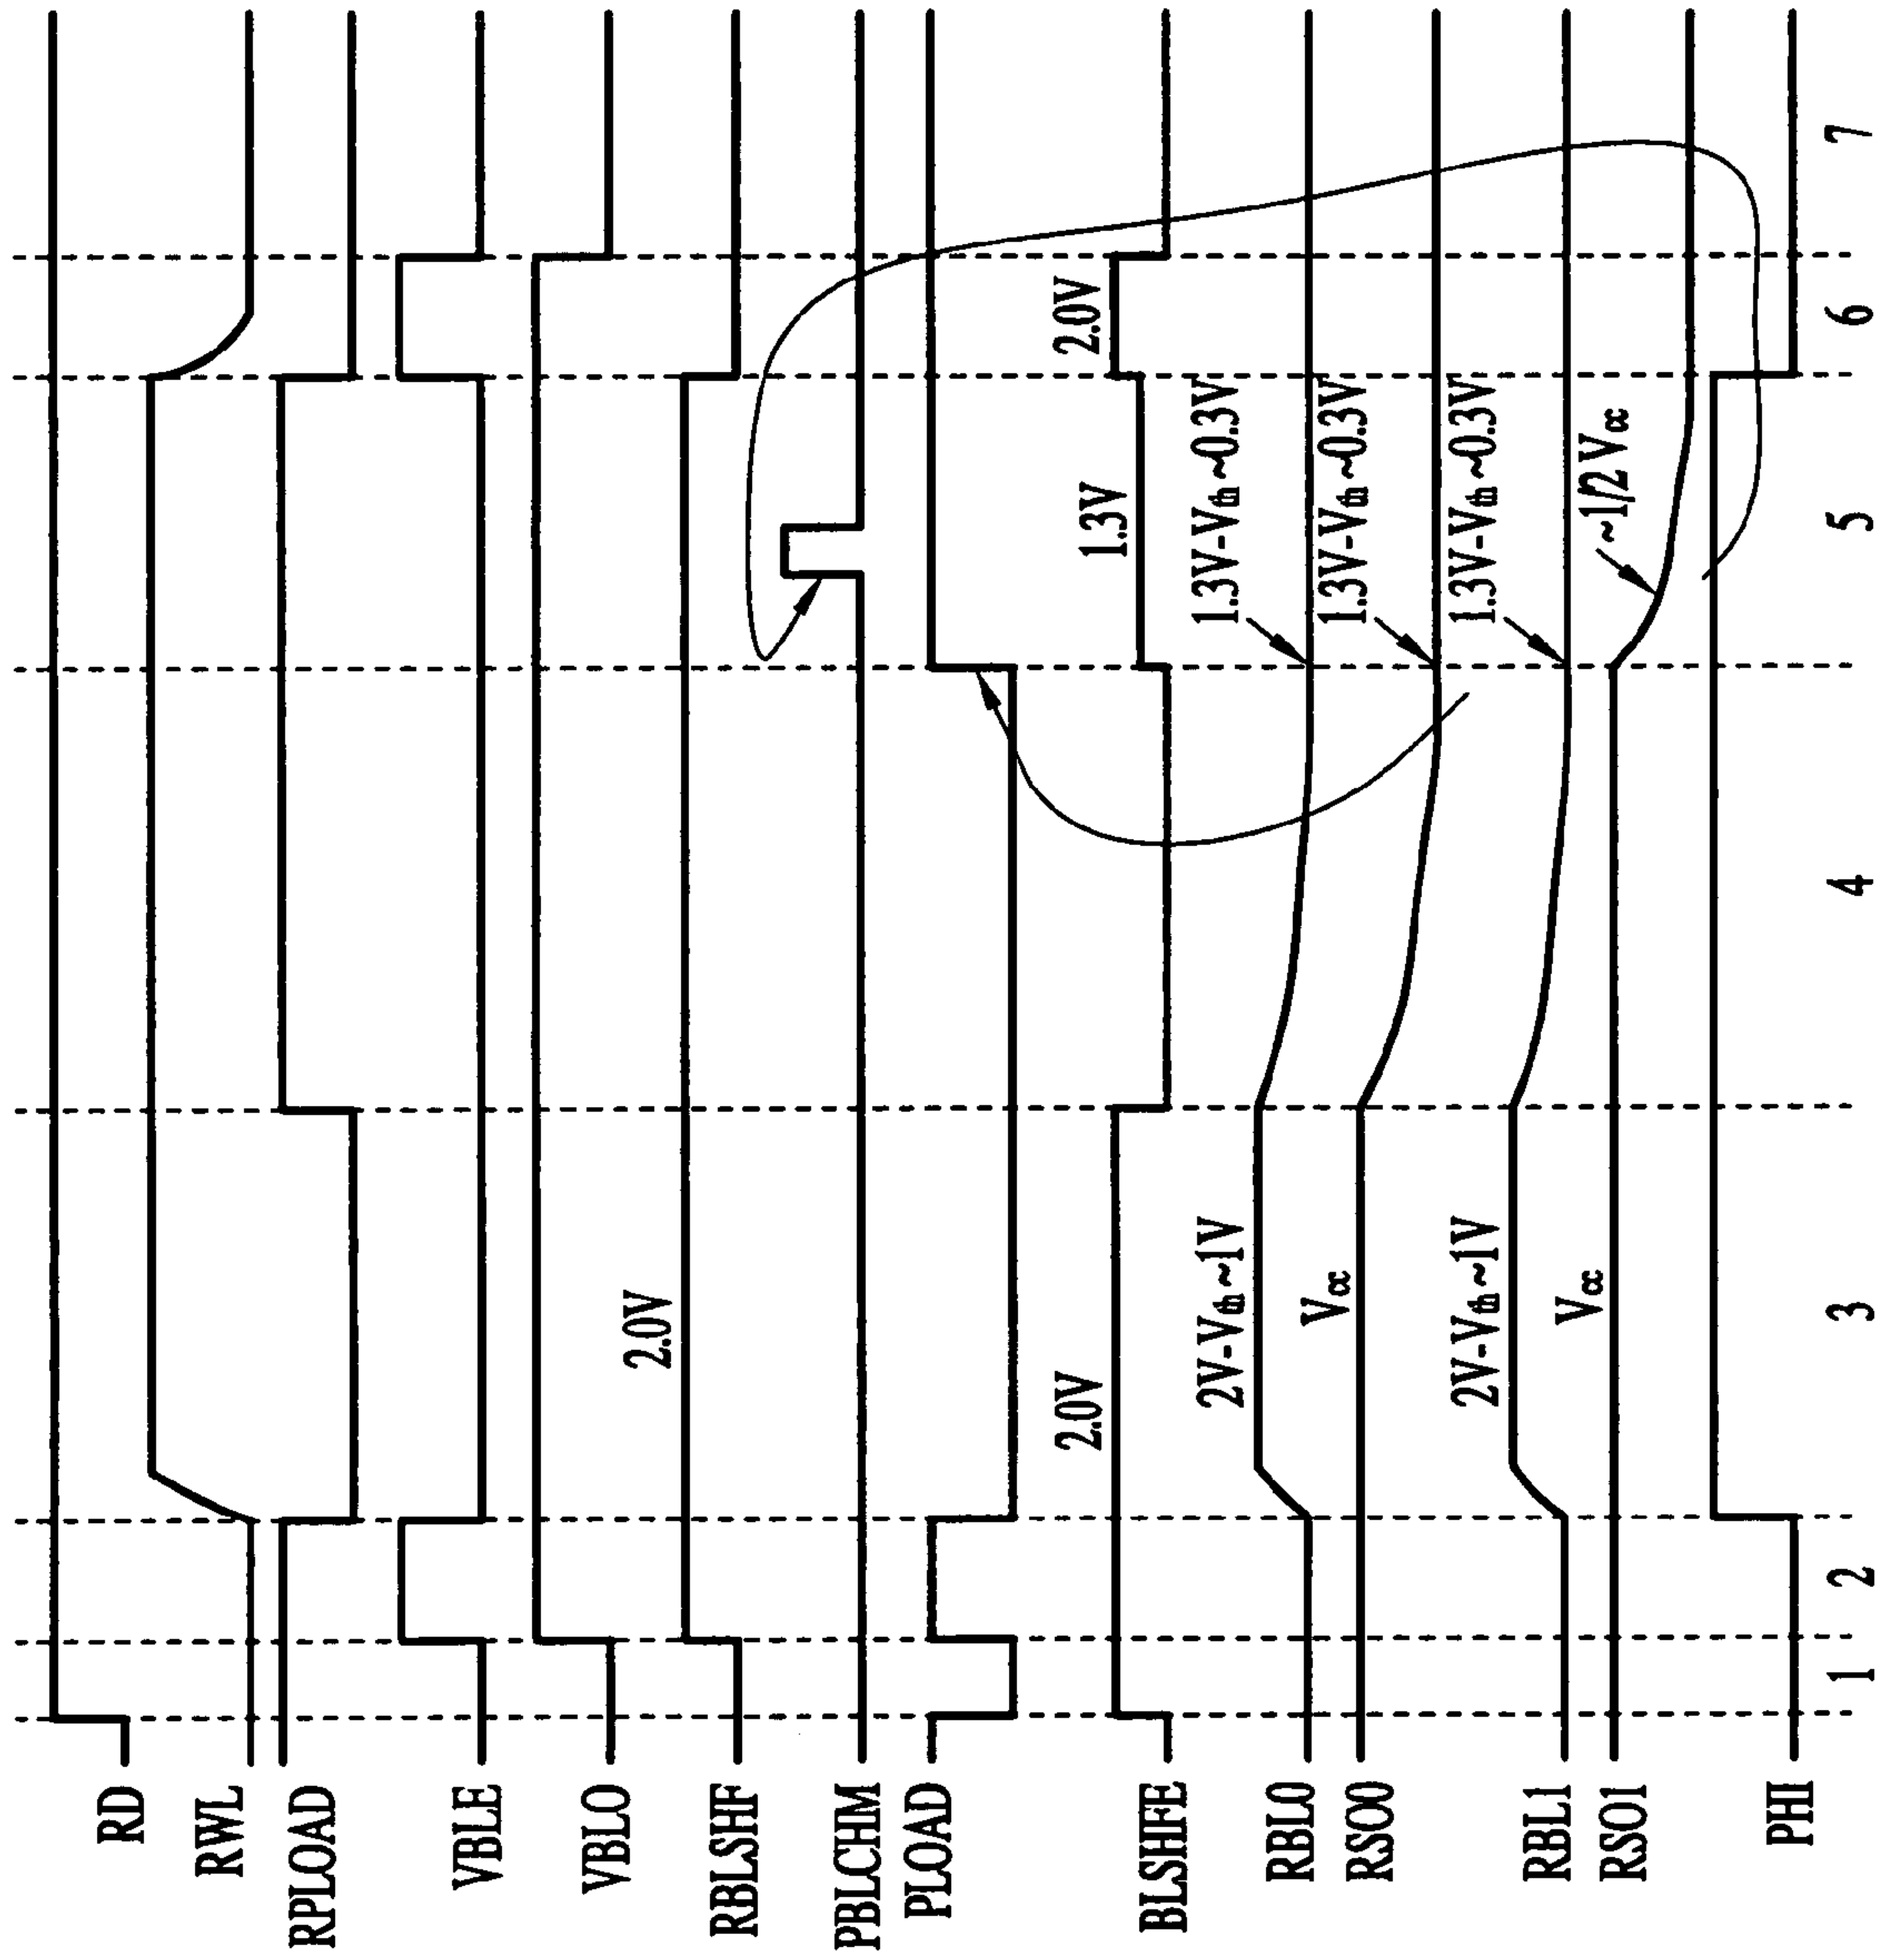 RD
RWL
RPLOAD
VBLE
VBLO
RBLSHF
2.0V
PBLCHM
PLOAD
BLSHFE
2.0V
1.3V
2.0V
RBL0
2V-Vth~1V
1.3V-Vth~0.3V
RSO0
Vcc
1.3V-Vth~0.3V
RBL1
2V-Vth~1V
1.3V-Vth~0.3V
RSO1
Vcc
~1/2Vcc
PHI
1 2 3 4 5 6 7